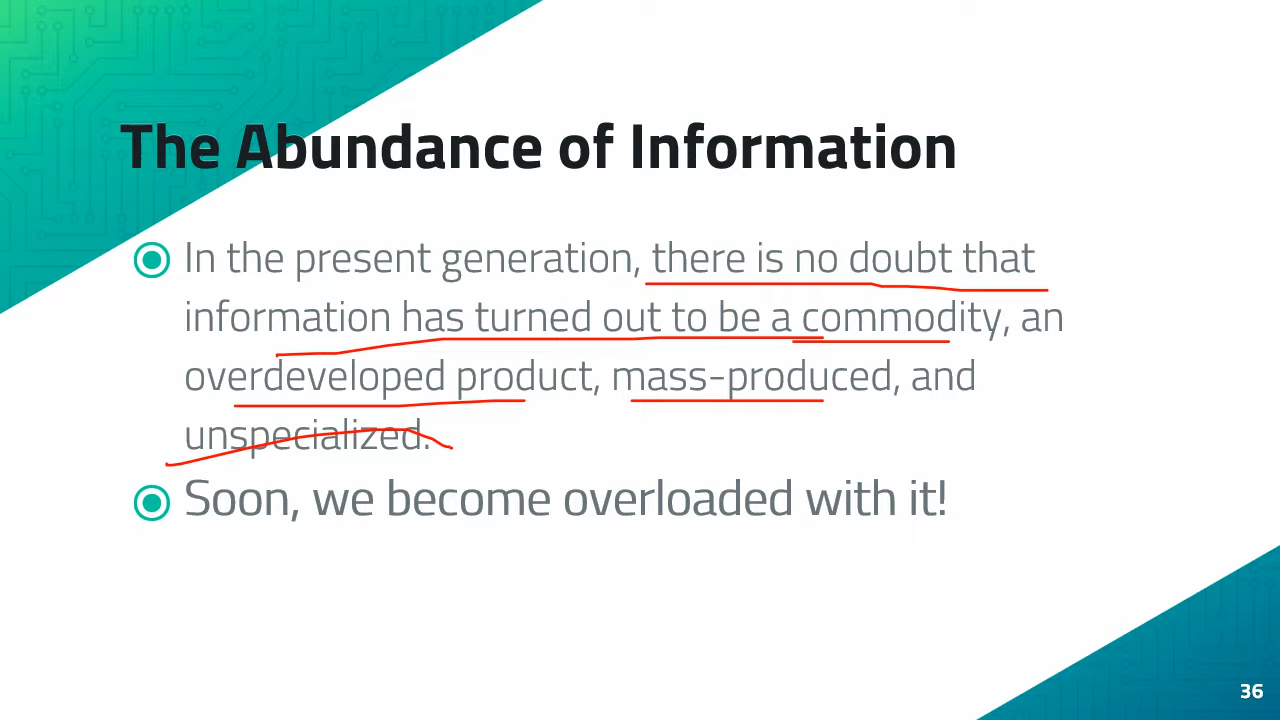 The Abundance of Information
In the present generation, there is no doubt that
information has turned out to be a commodity, an
overdeveloped product, mass-produced, and
unspecialized.
Soon, we become overloaded with it!
36